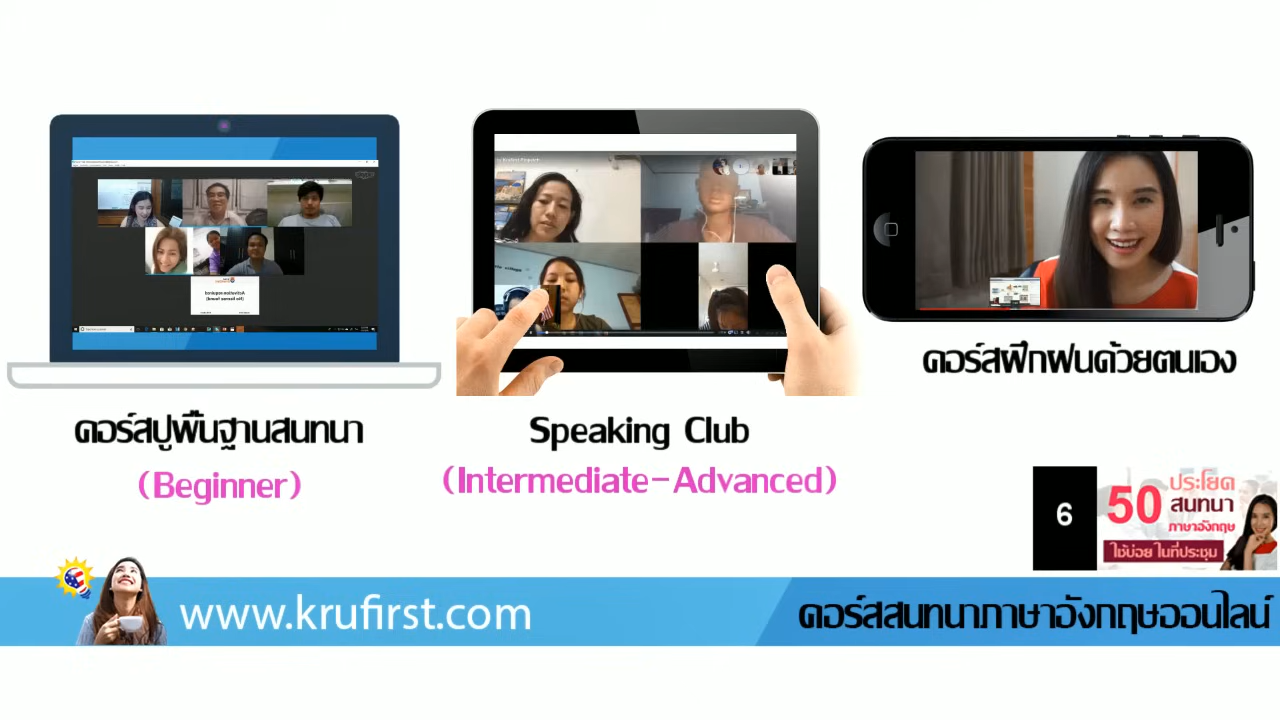 คอร์สปูพื้นฐานสนทนา
(Beginner)
Speaking Club
(Intermediate-Advanced)
คอร์สฝึกฝนด้วยตนเอง
6
50
ประโยค
สนทนา
ภาษาอังกฤษ
ใช้บ่อย ในที่ประชุม
www.krufirst.com
คอร์สสนทนาภาษาอังกฤษออนไลน์